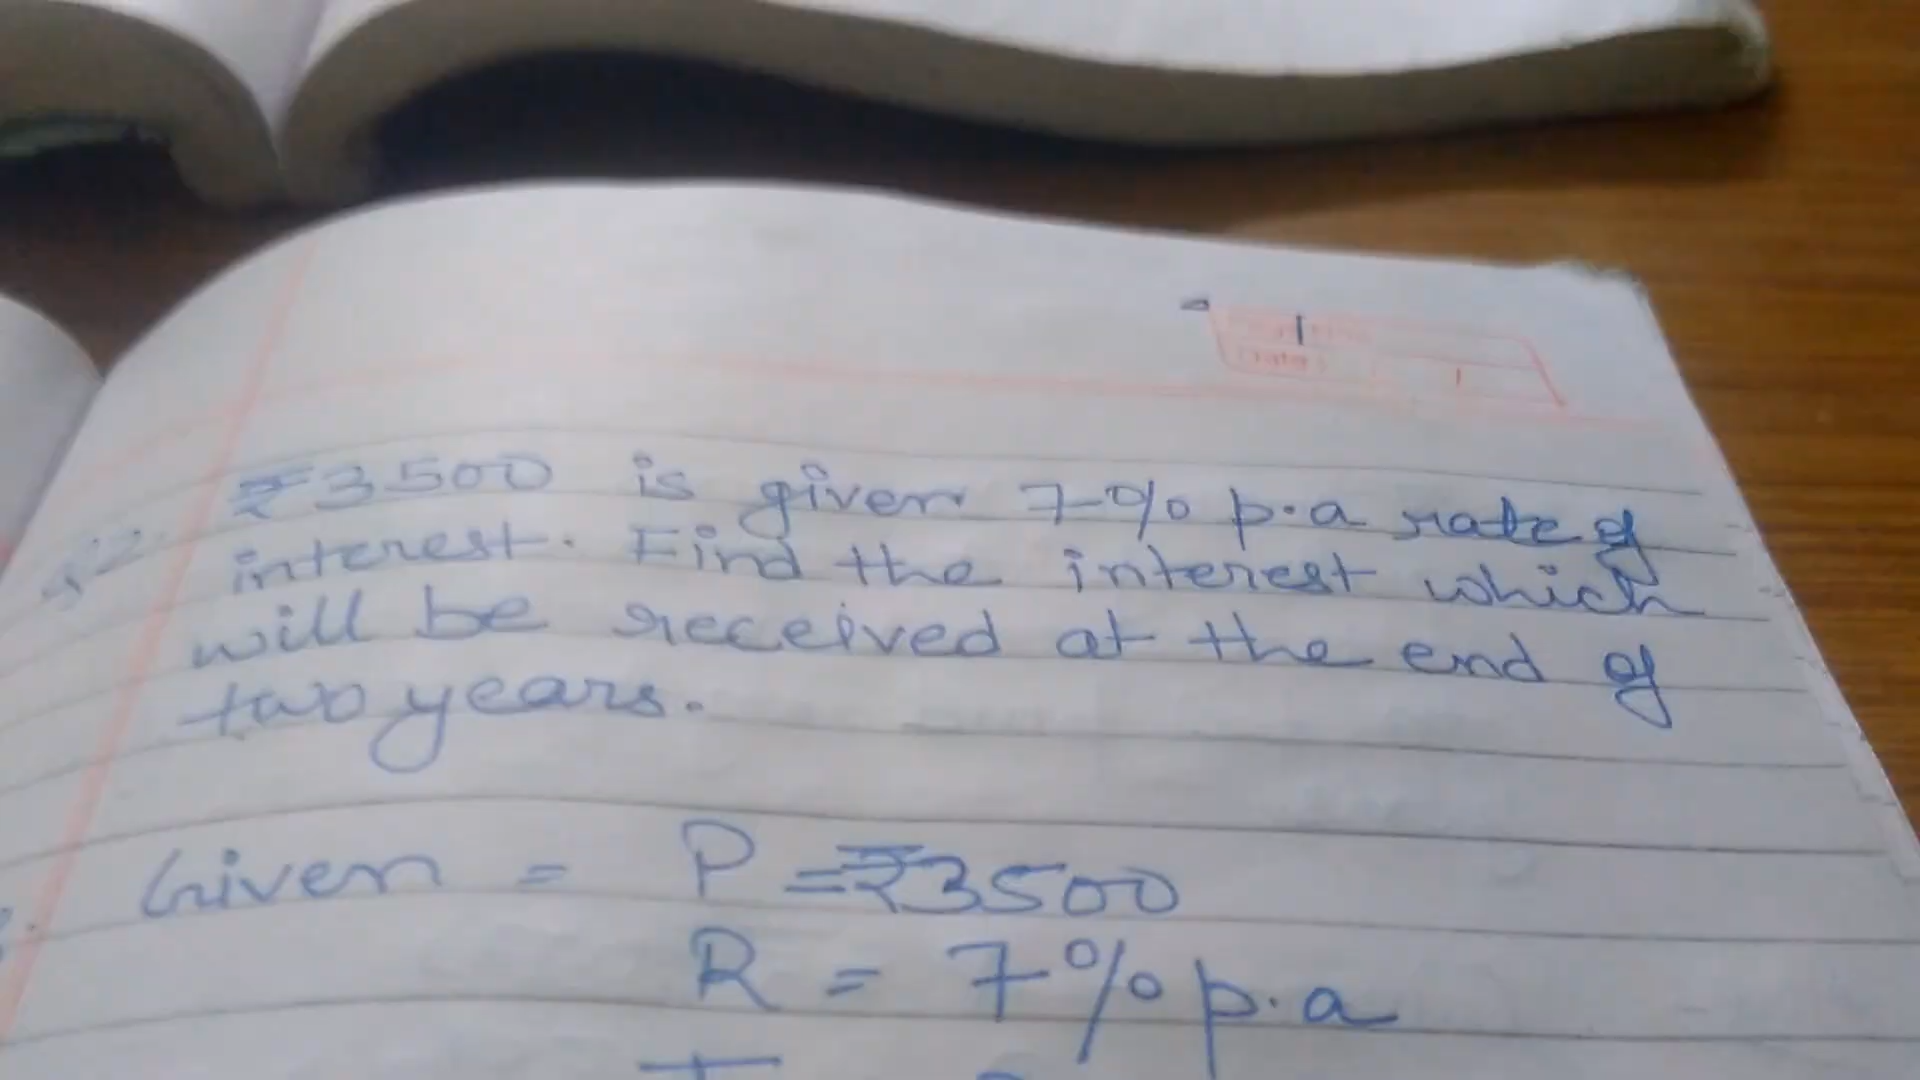 ₹3500 is given 7% p.a rate of
interest. Find the interest which
will be received at the end of
two years.
Given = P = ₹3500
R = 7% p.a